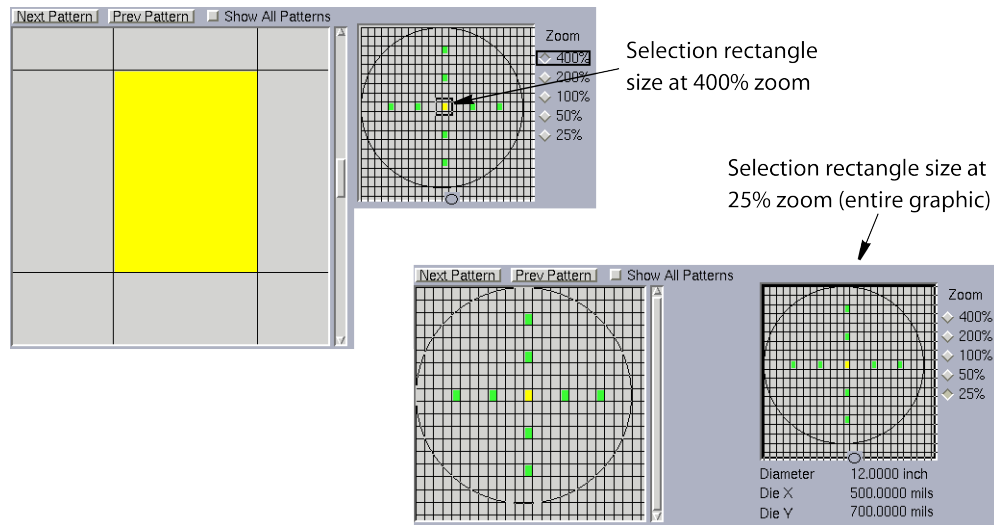 Next Pattern Prev Pattern Show All Patterns
Zoom
400%
200%
100%
50%
25%
Selection rectangle
size at 400% zoom
Selection rectangle size at
25% zoom (entire graphic)
Next Pattern Prev Pattern Show All Patterns
Zoom
400%
200%
100%
50%
25%
Diameter 12.0000 inch
Die X 500.0000 mils
Die Y 700.0000 mils